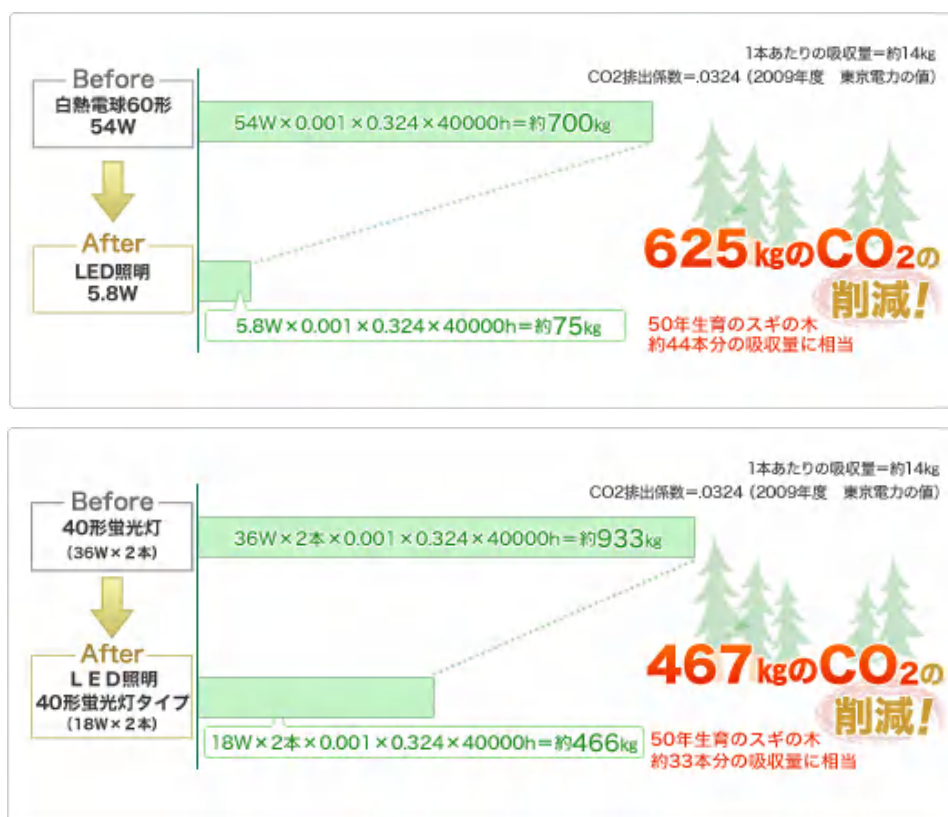 1本あたりの吸収量=約14kg
CO2排出係数=.0324（2009年度　東京電力の値）
Before
白熱電球60形
54W
54W×0.001×0.324×40000h=約700kg
After
LED照明
5.8W
5.8W×0.001×0.324×40000h=約75kg
625kgのCO2の
削減!
50年生育のスギの木
約44本分の吸収量に相当
1本あたりの吸収量=約14kg
CO2排出係数=.0324（2009年度　東京電力の値）
Before
40形蛍光灯
（36W×2本）
36W×2本×0.001×0.324×40000h=約933kg
After
ＬＥＤ照明
40形蛍光灯タイプ
（18W×2本）
18W×2本×0.001×0.324×40000h=約466kg
467kgのCO2の
削減!
50年生育のスギの木
約33本分の吸収量に相当